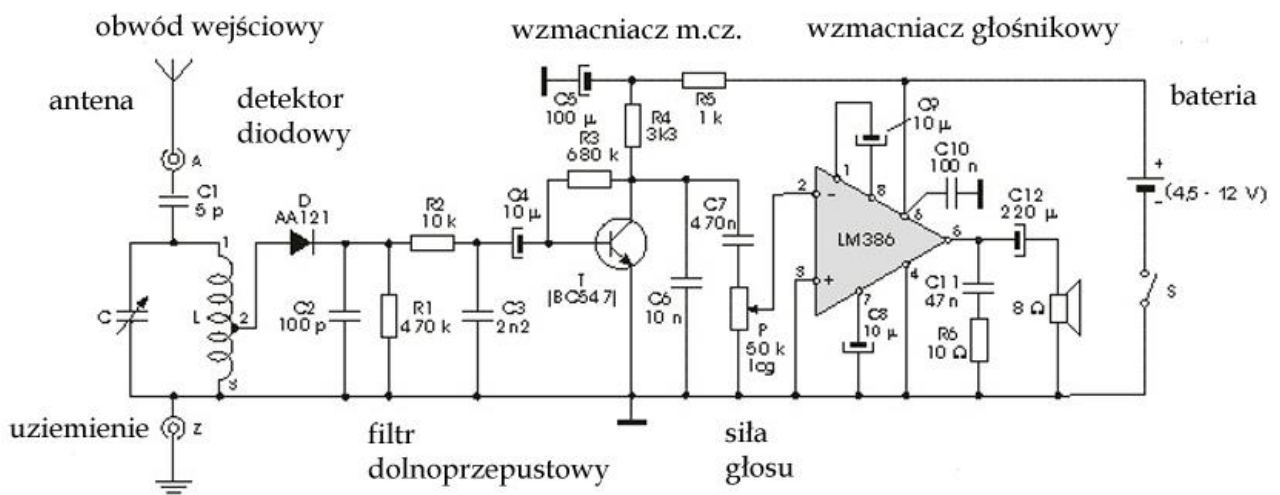 obwód wejściowy
wzmacniacz m.cz.
wzmacniacz głośnikowy
antena
detektor
diodowy
bateria
A
C1
5 p
D
AA121
R2
10 k
C4
10 µ
C5
100 µ
R5
1 k
R4
3k3
R3
680 k
C7
470n
C9
10 µ
C10
100 n
C12
220 µ
+
-
(4,5 - 12 V)
1
2
3
L
C
C2
100 p
R1
470 k
C3
2n2
T
|BC547|
C6
10 n
P
50 k
log
2
-
3
+
1
8
6
6
4
7
LM386
C8
10 µ
C11
47 n
R6
10 Ω
8 Ω
S
uziemienie
Z
filtr
dolnoprzepustowy
siła
głosu